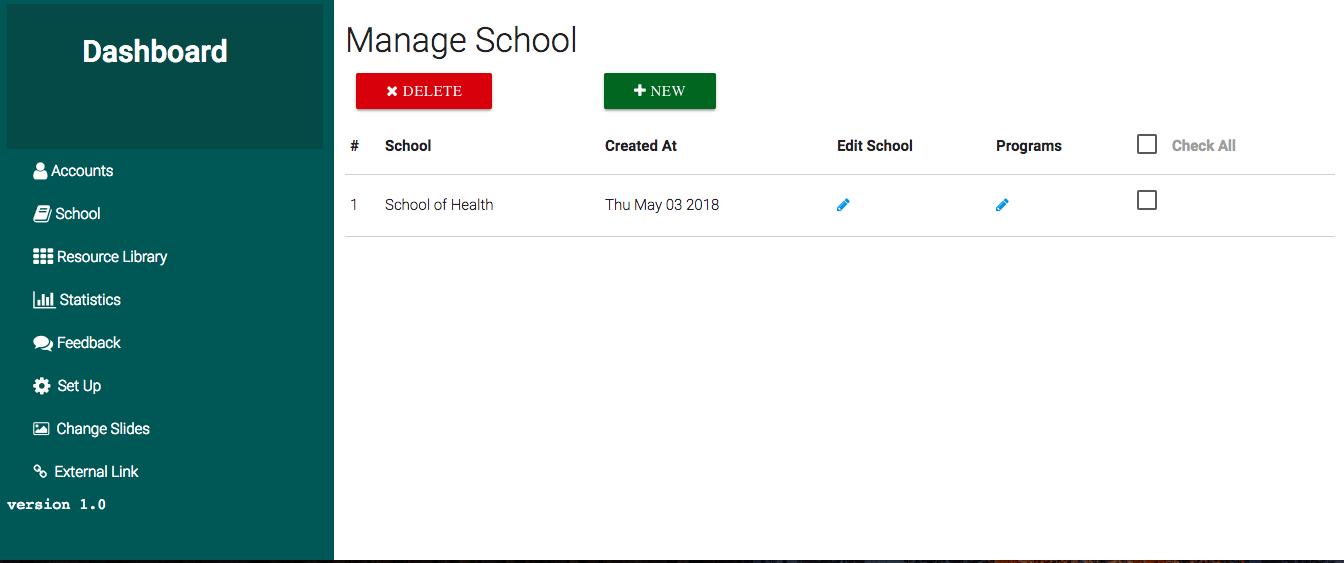 Dashboard
Accounts
School
Resource Library
Statistics
Feedback
Set Up
Change Slides
External Link
version 1.0
Manage School
DELETE NEW
# School Created At Edit School Programs Check All
1 School of Health Thu May 03 2018